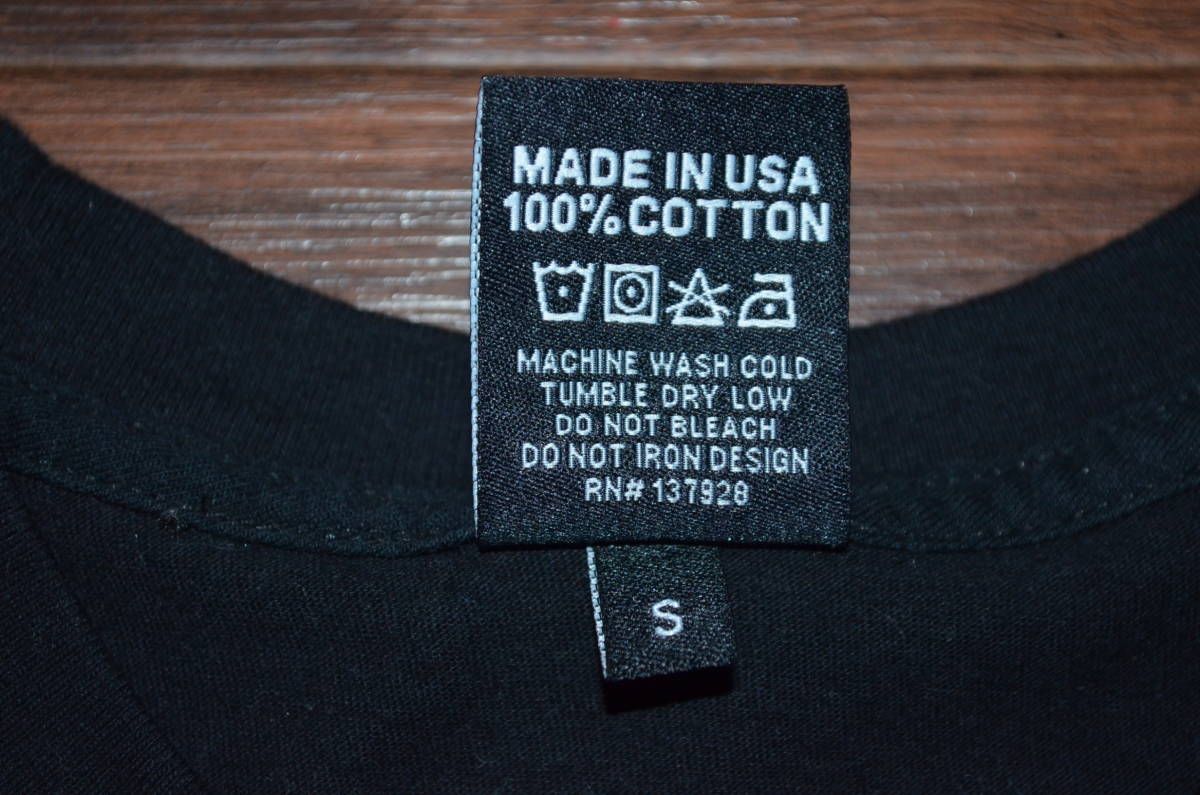 MADE IN USA
100% COTTON
MACHINE WASH COLD
TUMBLE DRY LOW
DO NOT BLEACH
DO NOT IRON DESIGN
RN# 137928
S